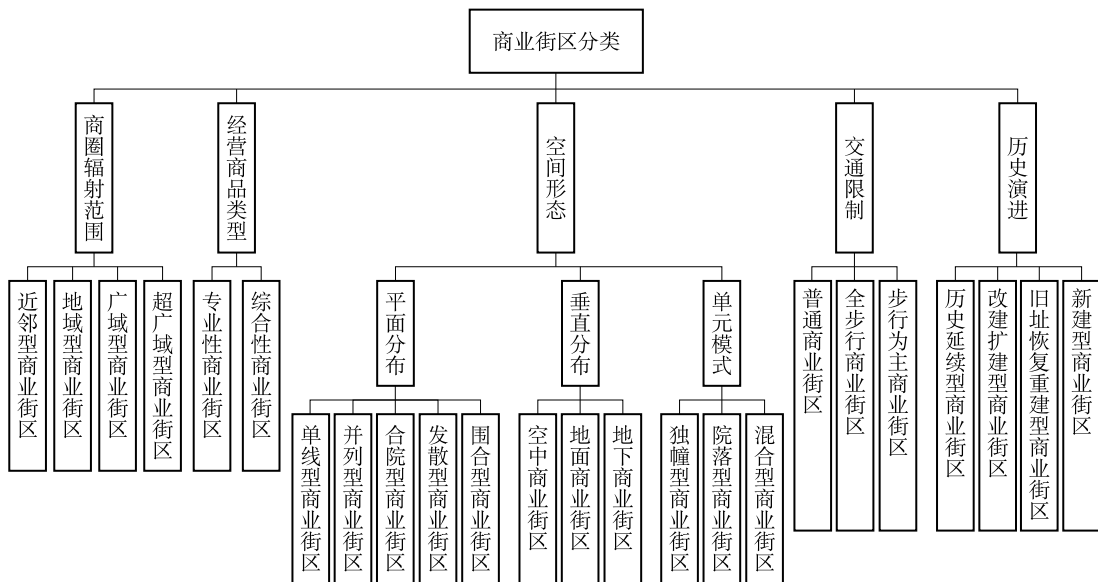 商业街区分类
商圈辐射范围
经营商品类型
空间形态
交通限制
历史演进
近邻型商业街区
地域型商业街区
广域型商业街区
超广域型商业街区
专业性商业街区
综合性商业街区
平面分布
垂直分布
单元模式
普通商业街区
全步行商业街区
步行为主商业街区
历史延续型商业街区
改建扩建型商业街区
旧址恢复重建型商业街区
新建型商业街区
单线型商业街区
并列型商业街区
合院型商业街区
发散型商业街区
围合型商业街区
空中商业街区
地面商业街区
地下商业街区
独幢型商业街区
院落型商业街区
混合型商业街区